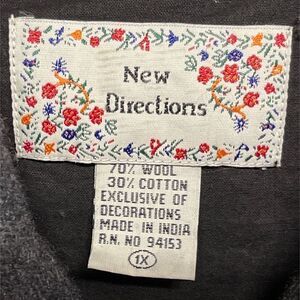 New
Directions
70% WOOL
30% COTTON
EXCLUSIVE OF
DECORATIONS
MADE IN INDIA
R.N. NO 94153
1X